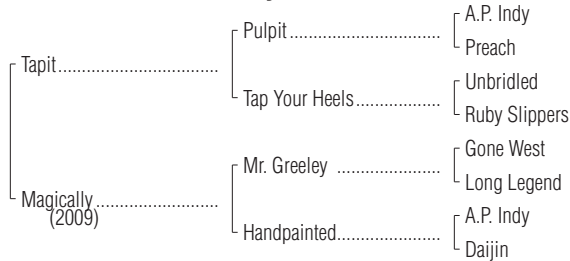 A.P. Indy
Pulpit
Preach
Tapit
Unbridled
Tap Your Heels
Ruby Slippers
Gone West
Mr. Greeley
Long Legend
Magically
(2009)
A.P. Indy
Handpainted
Daijin